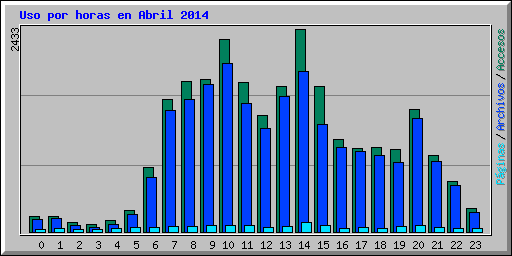 Uso por horas en Abril 2014
2433
Páginas / Archivos / Accesos
0 1 2 3 4 5 6 7 8 9 10 11 12 13 14 15 16 17 18 19 20 21 22 23